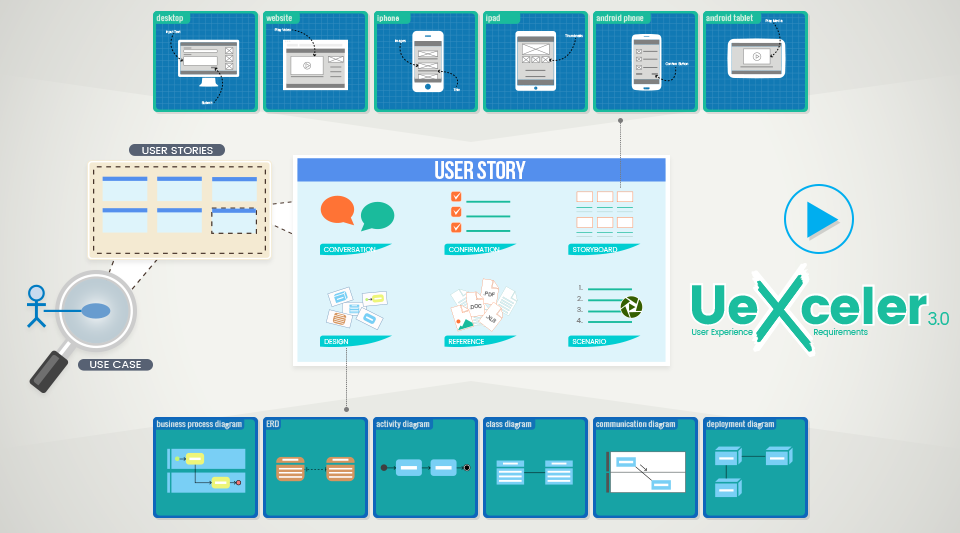 desktop
website
iphone
ipad
android phone
android tablet
Input Text
Play Video
Images
Title
Thumbnails
Confirm Button
Play Media
Submit
USER STORIES
USER STORY
CONVERSATION
CONFIRMATION
STORYBOARD
PDF
DOC
XLS
1.
2.
3.
4.
DESIGN
REFERENCE
SCENARIO
USE CASE
UeXceler 3.0
User Experience Requirements
business process diagram
ERD
activity diagram
class diagram
communication diagram
deployment diagram